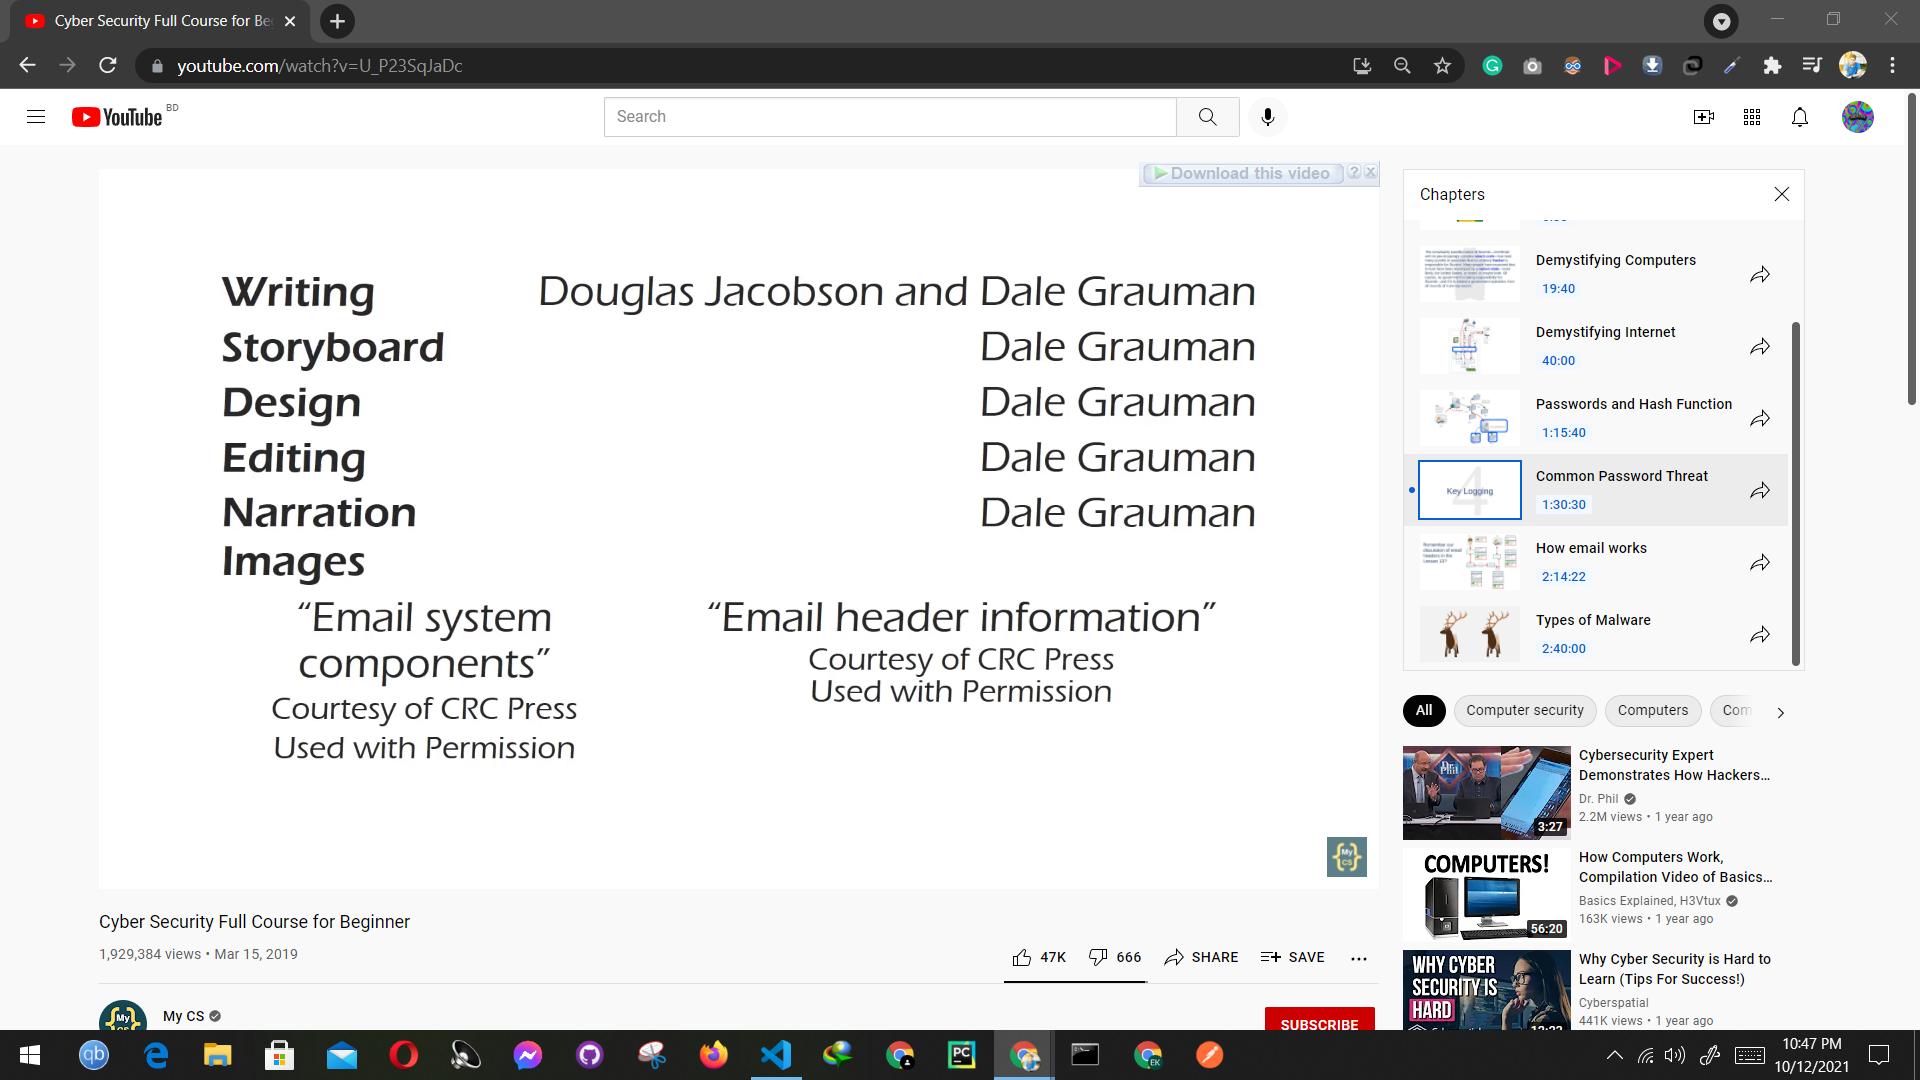 Cyber Security Full Course for Be
youtube.com/watch?v=U_P23SqJaDc
YouTube BD
Search
Download this video
Writing Douglas Jacobson and Dale Grauman
Storyboard Dale Grauman
Design Dale Grauman
Editing Dale Grauman
Narration Dale Grauman
Images
“Email system
components”
Courtesy of CRC Press
Used with Permission
“Email header information”
Courtesy of CRC Press
Used with Permission
My
CS
Cyber Security Full Course for Beginner
1,929,384 views • Mar 15, 2019
47K 666 SHARE SAVE
My CS
SUBSCRIBE
Chapters
Demystifying Computers
19:40
Demystifying Internet
40:00
Passwords and Hash Function
1:15:40
4
Key Logging
Common Password Threat
1:30:30
How email works
2:14:22
Types of Malware
2:40:00
All Computer security Computers Com
Dr. Phil
3:27
Cybersecurity Expert
Demonstrates How Hackers...
Dr. Phil
2.2M views • 1 year ago
COMPUTERS!
56:20
How Computers Work,
Compilation Video of Basics...
Basics Explained, H3Vtux
163K views • 1 year ago
WHY CYBER
SECURITY IS
HARD
Why Cyber Security is Hard to
Learn (Tips For Success!)
Cyberspatial
441K views • 1 year ago
qb
PC
EK
10:47 PM
10/12/2021